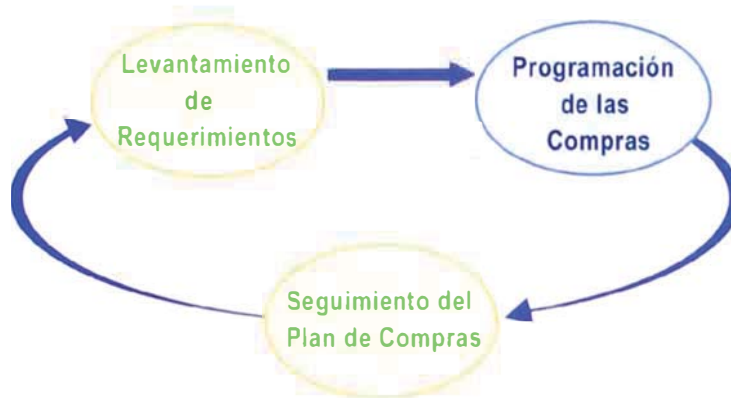 Levantamiento
de
Requerimientos
Programación
de las
Compras
Seguimiento del
Plan de Compras